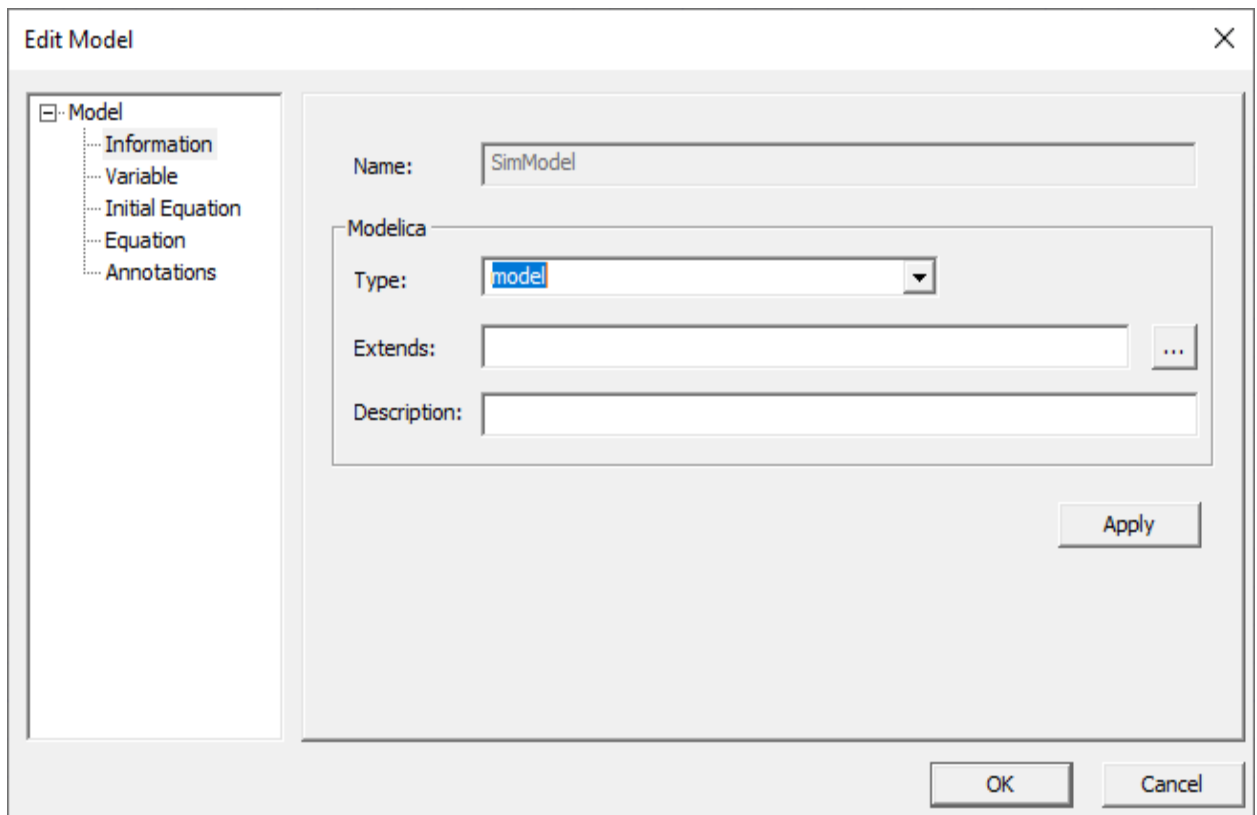 Edit Model
Model
Information
Variable
Initial Equation
Equation
Annotations
Name: SimModel
Modelica
Type: model
Extends: ...
Description:
Apply
OK Cancel